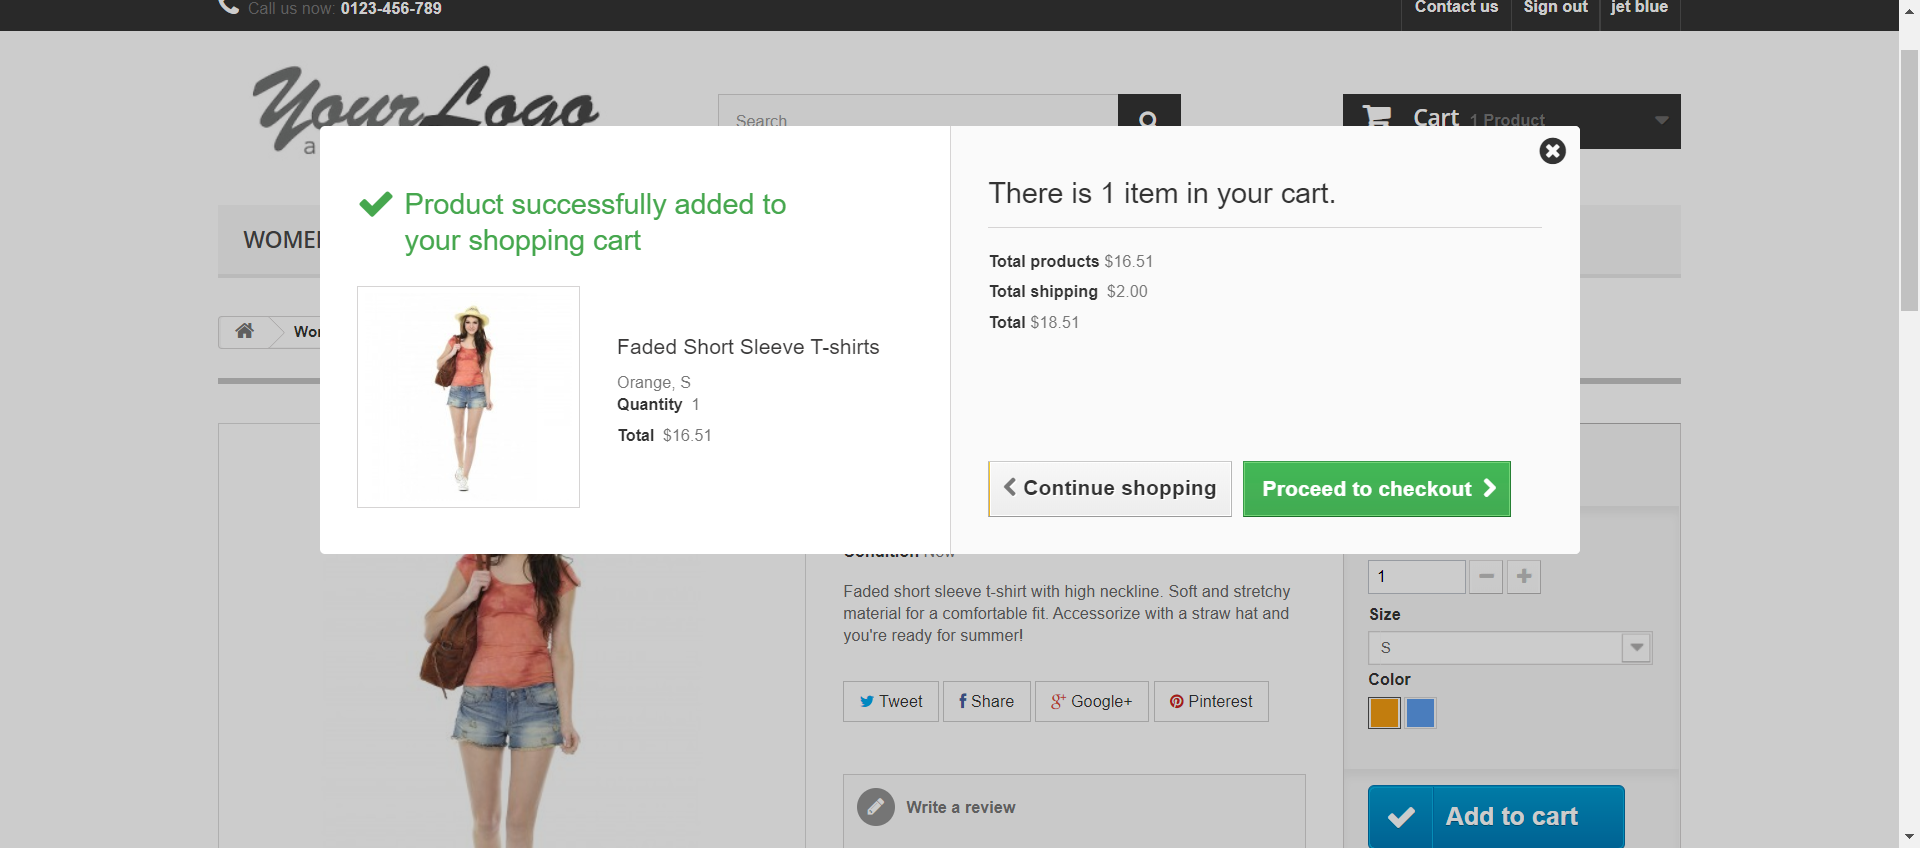 Call us now: 0123-456-789
Contact us
Sign out
jet blue
Your Logo
a
Search
Cart 1 Product
WOME
Wo
Product successfully added to
your shopping cart
Faded Short Sleeve T-shirts
Orange, S
Quantity 1
Total $16.51
There is 1 item in your cart.
Total products $16.51
Total shipping $2.00
Total $18.51
Continue shopping
Proceed to checkout
Condition New
Faded short sleeve t-shirt with high neckline. Soft and stretchy
material for a comfortable fit. Accessorize with a straw hat and
you're ready for summer!
Tweet
Share
Google+
Pinterest
Write a review
1
Size
S
Color
Add to cart